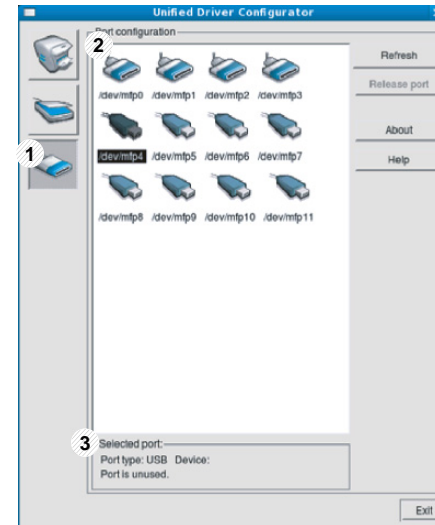 Unified Driver Configurator
Port configuration
2
/dev/mfp0 /dev/mfp1 /dev/mfp2 /dev/mfp3
/dev/mfp4 /dev/mfp5 /dev/mfp6 /dev/mfp7
/dev/mfp8 /dev/mfp9 /dev/mfp10 /dev/mfp11
1
Refresh
Release port
About
Help
3
Selected port:
Port type: USB Device:
Port is unused.
Exit